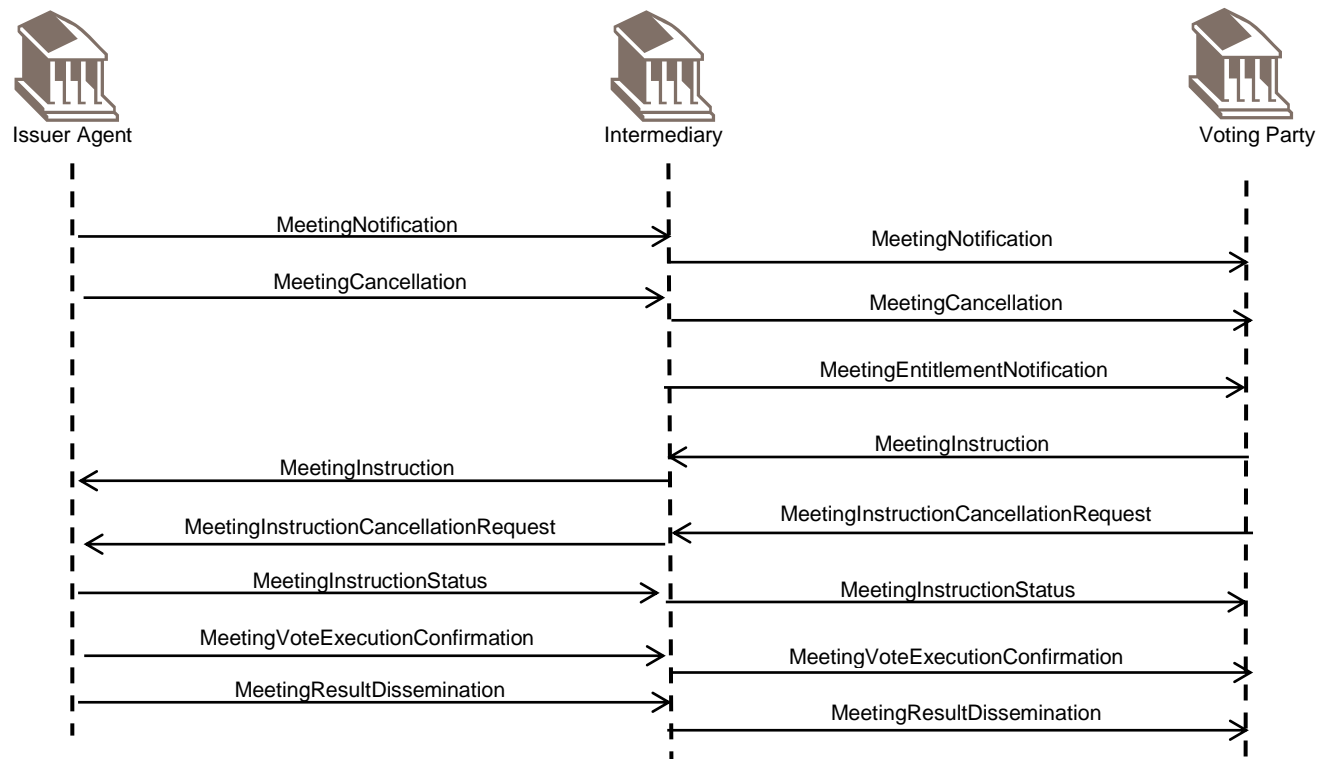 Issuer Agent
Intermediary
Voting Party
MeetingNotification
MeetingNotification
MeetingCancellation
MeetingCancellation
MeetingEntitlementNotification
MeetingInstruction
MeetingInstruction
MeetingInstructionCancellationRequest
MeetingInstructionCancellationRequest
MeetingInstructionStatus
MeetingInstructionStatus
MeetingVoteExecutionConfirmation
MeetingVoteExecutionConfirmation
MeetingResultDissemination
MeetingResultDissemination